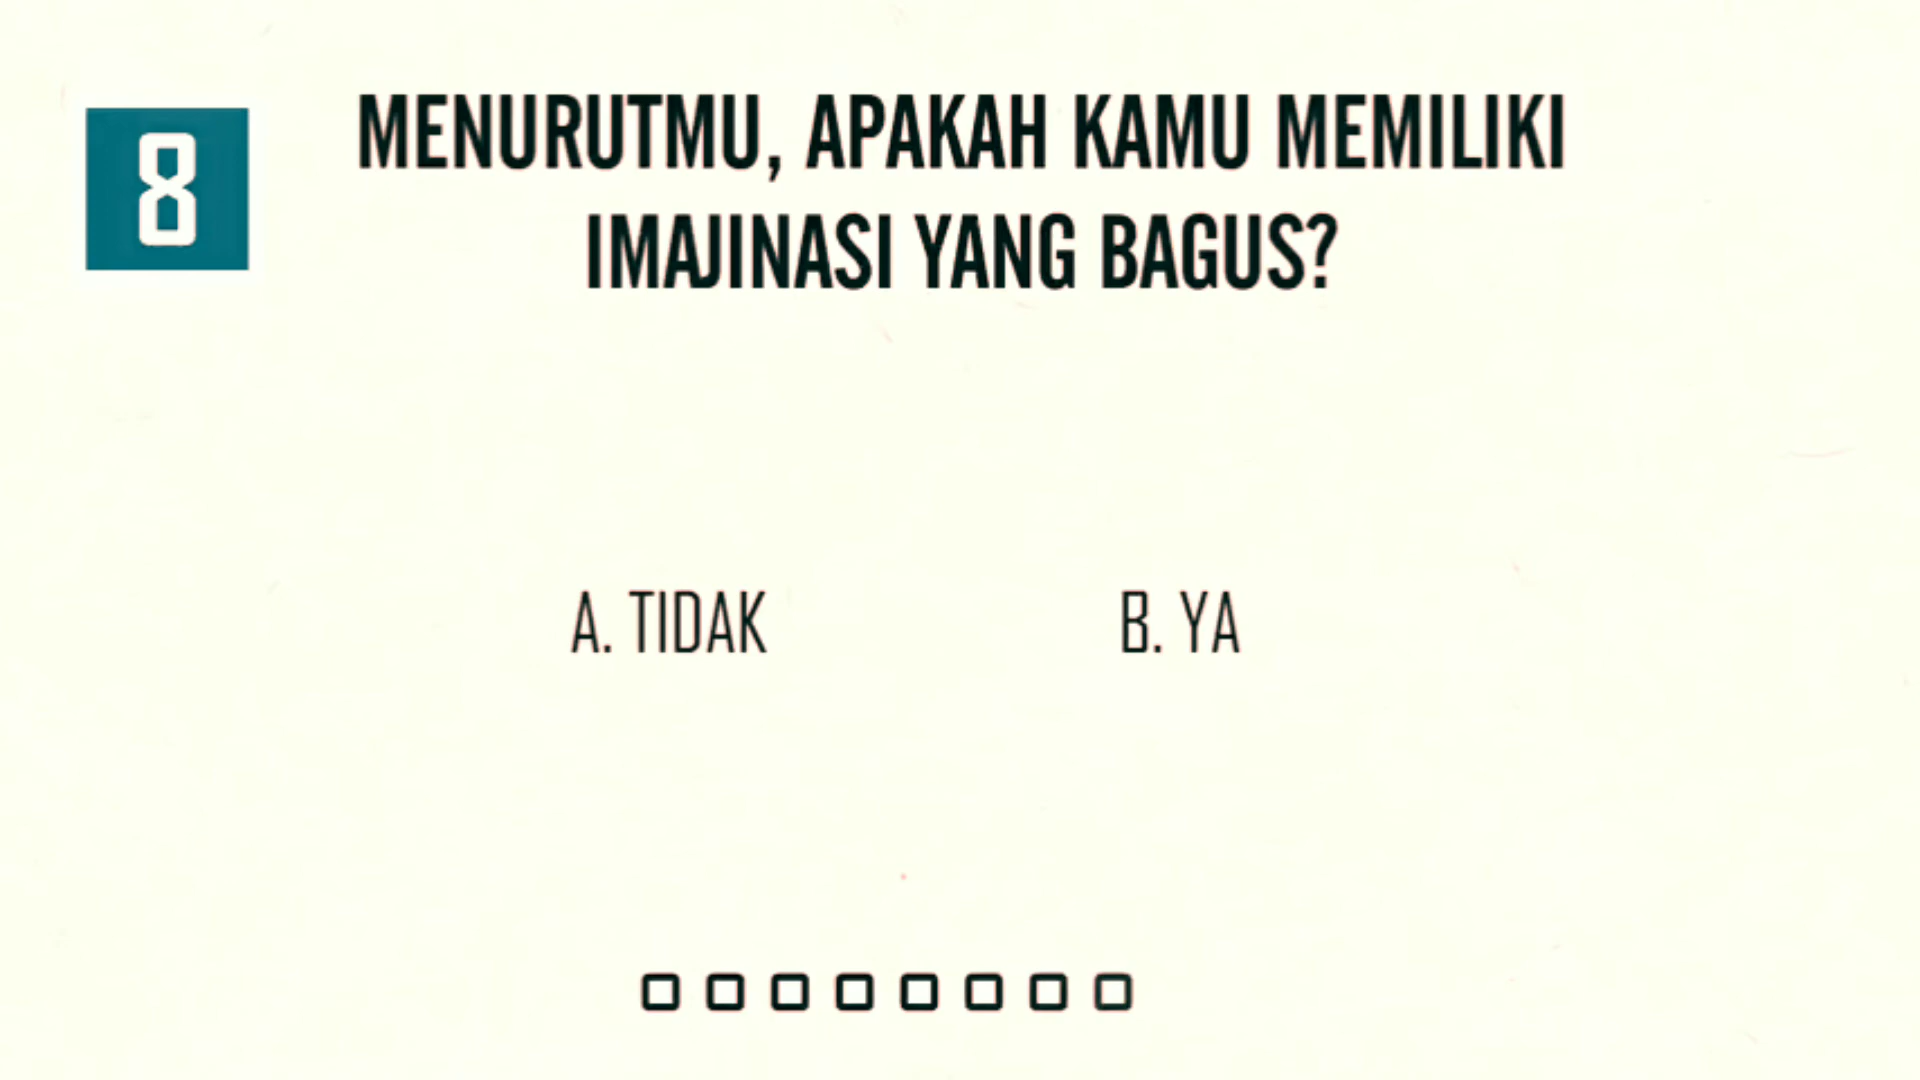 8
MENURUTMU, APAKAH KAMU MEMILIKI
IMAJINASI YANG BAGUS?
A. TIDAK
B. YA